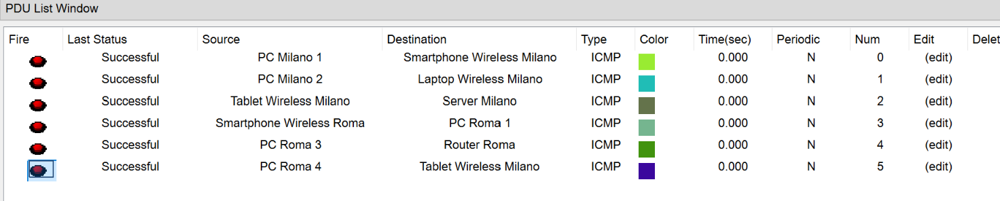 PDU List Window
Fire Last Status Source Destination Type Color Time(sec) Periodic Num Edit Delet
Successful PC Milano 1 Smartphone Wireless Milano ICMP 0.000 N 0 (edit)
Successful PC Milano 2 Laptop Wireless Milano ICMP 0.000 N 1 (edit)
Successful Tablet Wireless Milano Server Milano ICMP 0.000 N 2 (edit)
Successful Smartphone Wireless Roma PC Roma 1 ICMP 0.000 N 3 (edit)
Successful PC Roma 3 Router Roma ICMP 0.000 N 4 (edit)
Successful PC Roma 4 Tablet Wireless Milano ICMP 0.000 N 5 (edit)